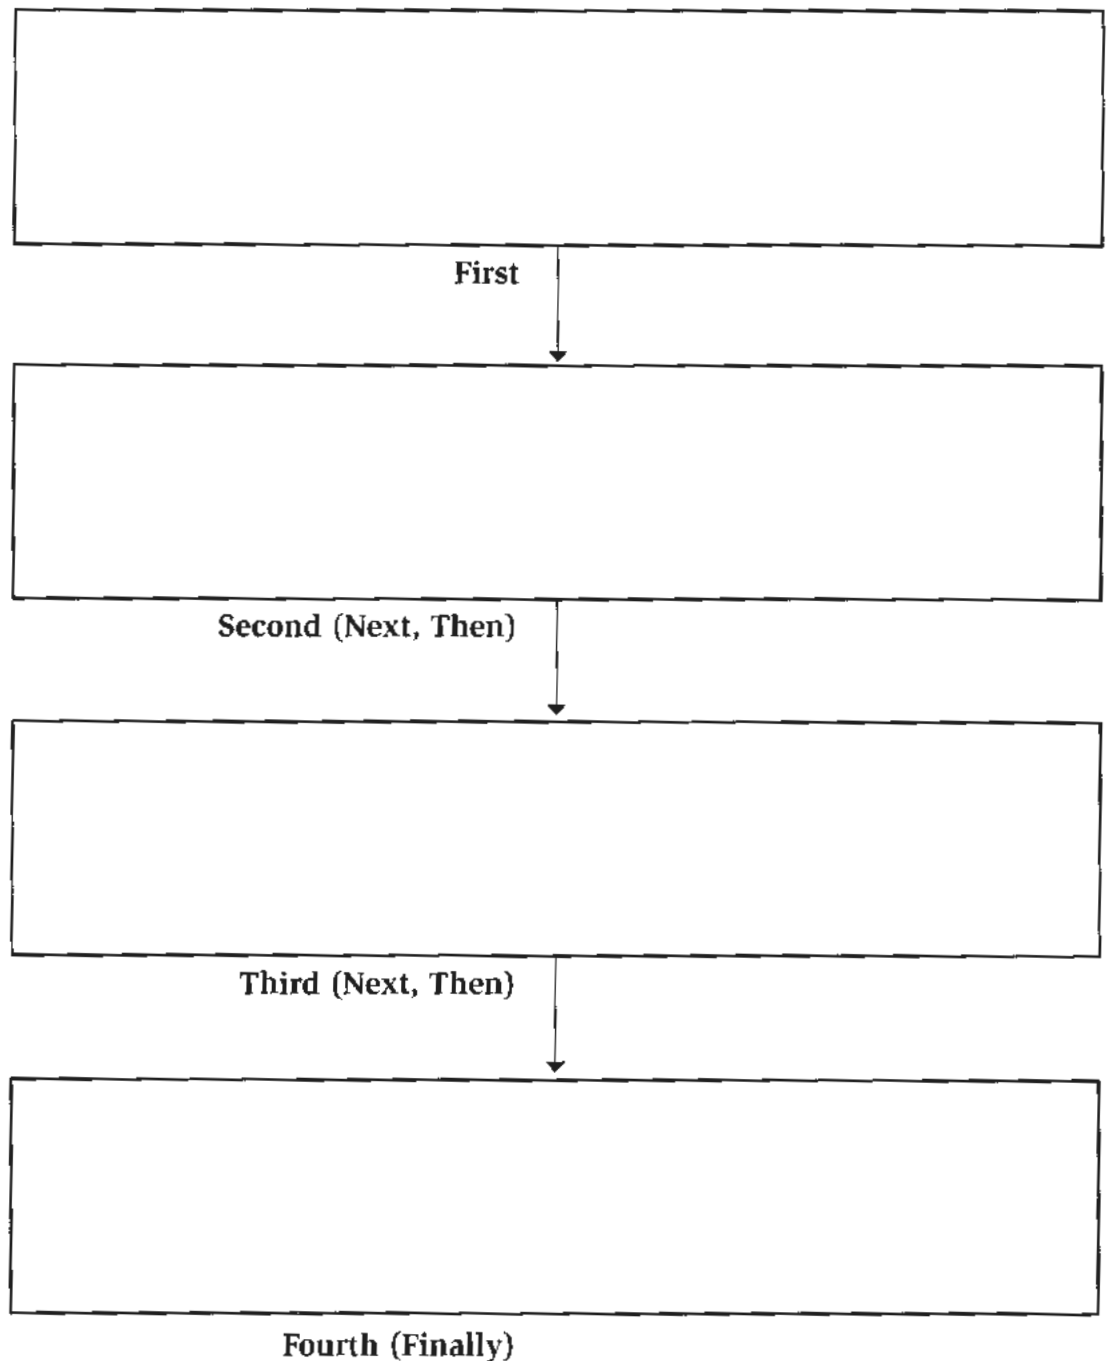 First
Second (Next, Then)
Third (Next, Then)
Fourth (Finally)